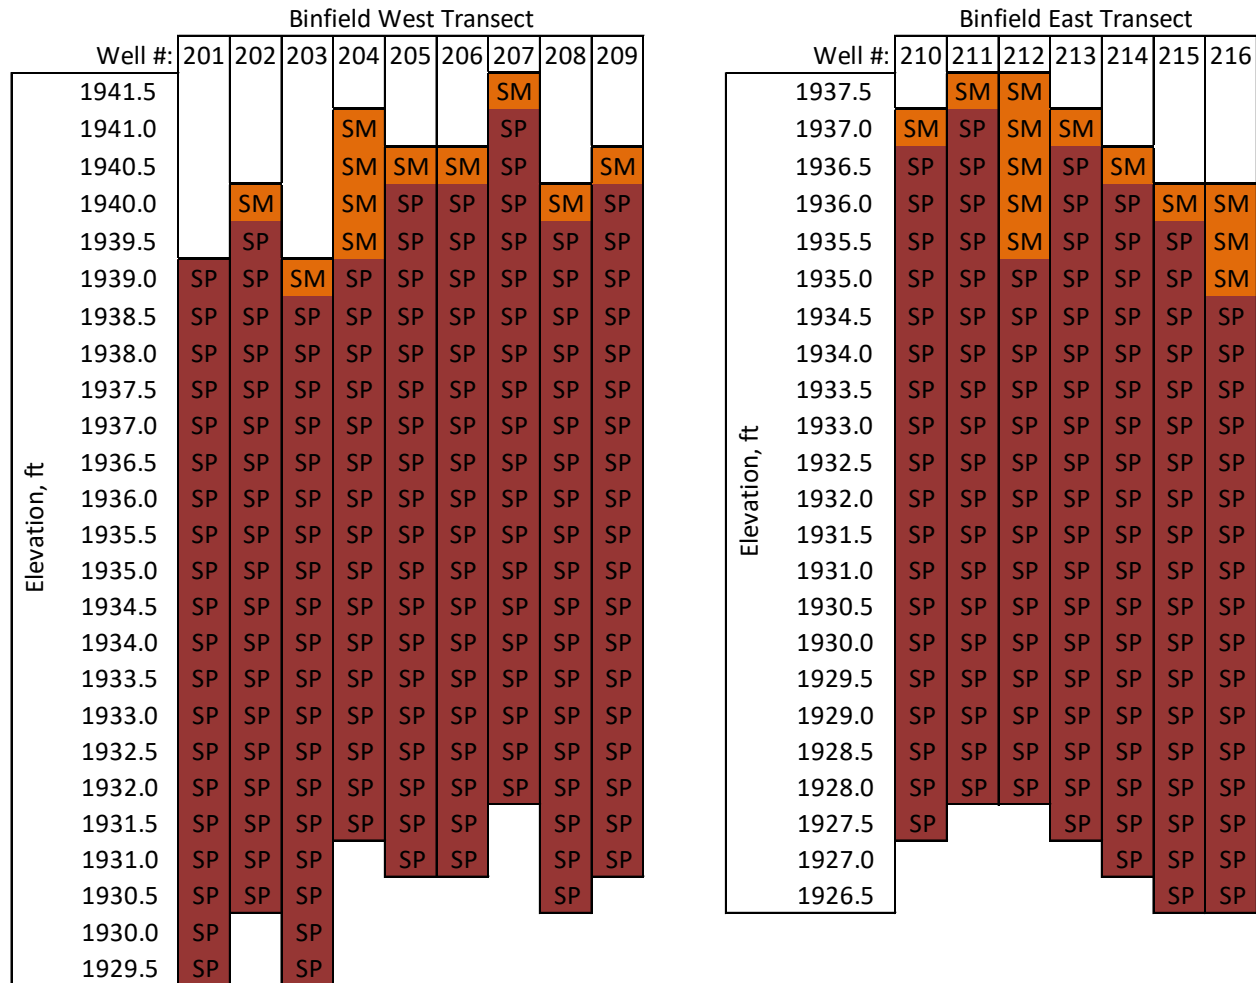 Binfield West Transect
Well #: 201 202 203 204 205 206 207 208 209
Elevation, ft
1941.5 SM
1941.0 SM SP
1940.5 SM SM SM SP SM
1940.0 SM SM SP SP SP SM SP
1939.5 SP SM SP SP SP SP SP
1939.0 SP SP SM SP SP SP SP SP SP
1938.5 SP SP SP SP SP SP SP SP SP
1938.0 SP SP SP SP SP SP SP SP SP
1937.5 SP SP SP SP SP SP SP SP SP
1937.0 SP SP SP SP SP SP SP SP SP
1936.5 SP SP SP SP SP SP SP SP SP
1936.0 SP SP SP SP SP SP SP SP SP
1935.5 SP SP SP SP SP SP SP SP SP
1935.0 SP SP SP SP SP SP SP SP SP
1934.5 SP SP SP SP SP SP SP SP SP
1934.0 SP SP SP SP SP SP SP SP SP
1933.5 SP SP SP SP SP SP SP SP SP
1933.0 SP SP SP SP SP SP SP SP SP
1932.5 SP SP SP SP SP SP SP SP SP
1932.0 SP SP SP SP SP SP SP SP SP
1931.5 SP SP SP SP SP SP SP SP
1931.0 SP SP SP SP SP SP SP
1930.5 SP SP SP SP
1930.0 SP SP
1929.5 SP SP
Binfield East Transect
Well #: 210 211 212 213 214 215 216
Elevation, ft
1937.5 SM SM
1937.0 SM SP SM SM
1936.5 SP SP SM SP SM
1936.0 SP SP SM SP SP SM SM
1935.5 SP SP SM SP SP SP SM
1935.0 SP SP SP SP SP SP SM
1934.5 SP SP SP SP SP SP SP
1934.0 SP SP SP SP SP SP SP
1933.5 SP SP SP SP SP SP SP
1933.0 SP SP SP SP SP SP SP
1932.5 SP SP SP SP SP SP SP
1932.0 SP SP SP SP SP SP SP
1931.5 SP SP SP SP SP SP SP
1931.0 SP SP SP SP SP SP SP
1930.5 SP SP SP SP SP SP SP
1930.0 SP SP SP SP SP SP SP
1929.5 SP SP SP SP SP SP SP
1929.0 SP SP SP SP SP SP SP
1928.5 SP SP SP SP SP SP SP
1928.0 SP SP SP SP SP SP SP
1927.5 SP SP SP SP SP
1927.0 SP SP SP
1926.5 SP SP